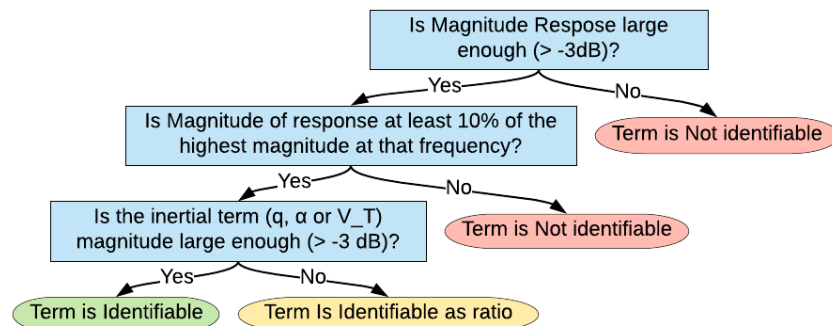 Is Magnitude Respose large
enough (> -3dB)?
Yes
No
Is Magnitude of response at least 10% of the
highest magnitude at that frequency?
Term is Not identifiable
Yes
No
Is the inertial term (q, α or V_T)
magnitude large enough (> -3 dB)?
Term is Not identifiable
Yes
No
Term is Identifiable
Term Is Identifiable as ratio